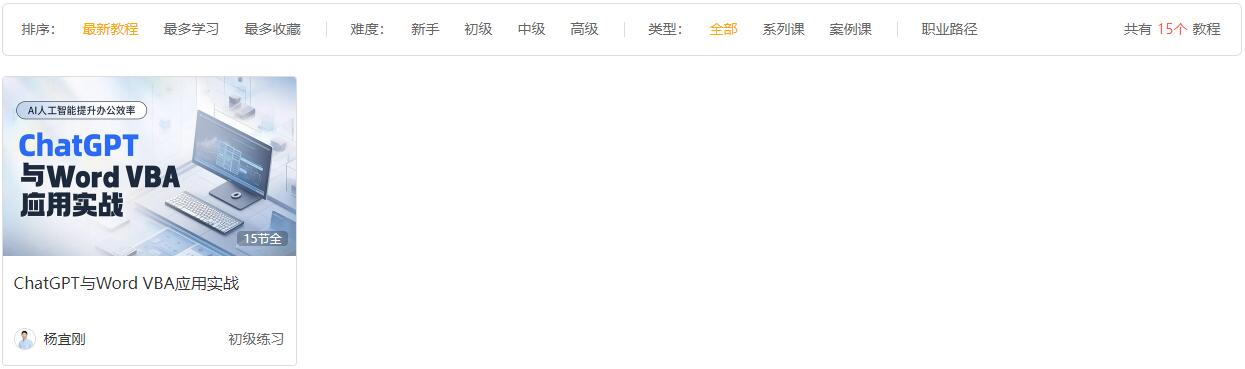 排序： 最新教程 最多学习 最多收藏 难度： 新手 初级 中级 高级 类型： 全部 系列课 案例课 职业路径 共有 15个 教程
AI人工智能提升办公效率
ChatGPT
与Word VBA
应用实战
15节全
ChatGPT与Word VBA应用实战
杨宜刚 初级练习